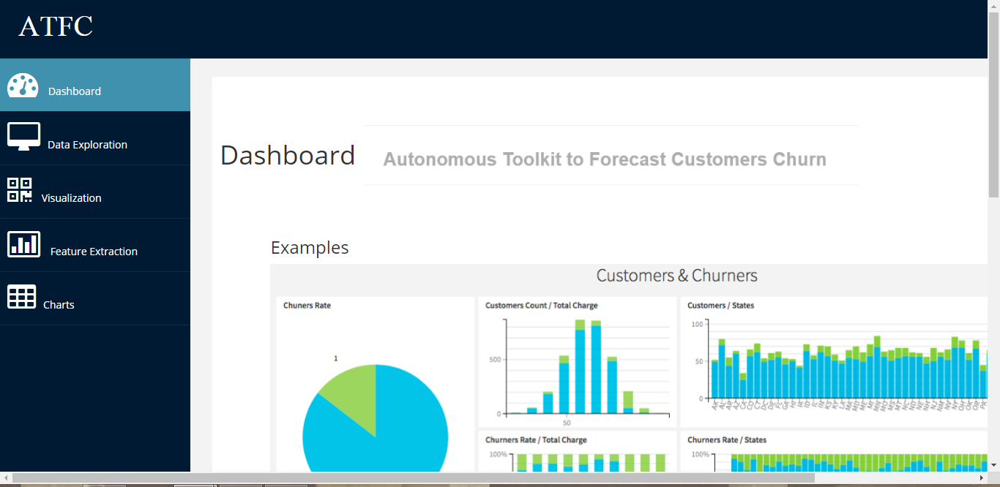 ATFC
Dashboard
Data Exploration
Visualization
Feature Extraction
Charts
Dashboard
Autonomous Toolkit to Forecast Customers Churn
Examples
Customers & Churners
Chuners Rate
1
Customers Count / Total Charge
500
0
50
Customers / States
100
50
0
AK AL AR AZ CA CO CT DC DE FL GA HI IA ID IL IN KS KY LA MA MD ME MI MN MO MS MT NC ND NE NH NJ NM NV NY OH OK OR PA
Churners Rate / Total Charge
100%
Churners Rate / States
100%